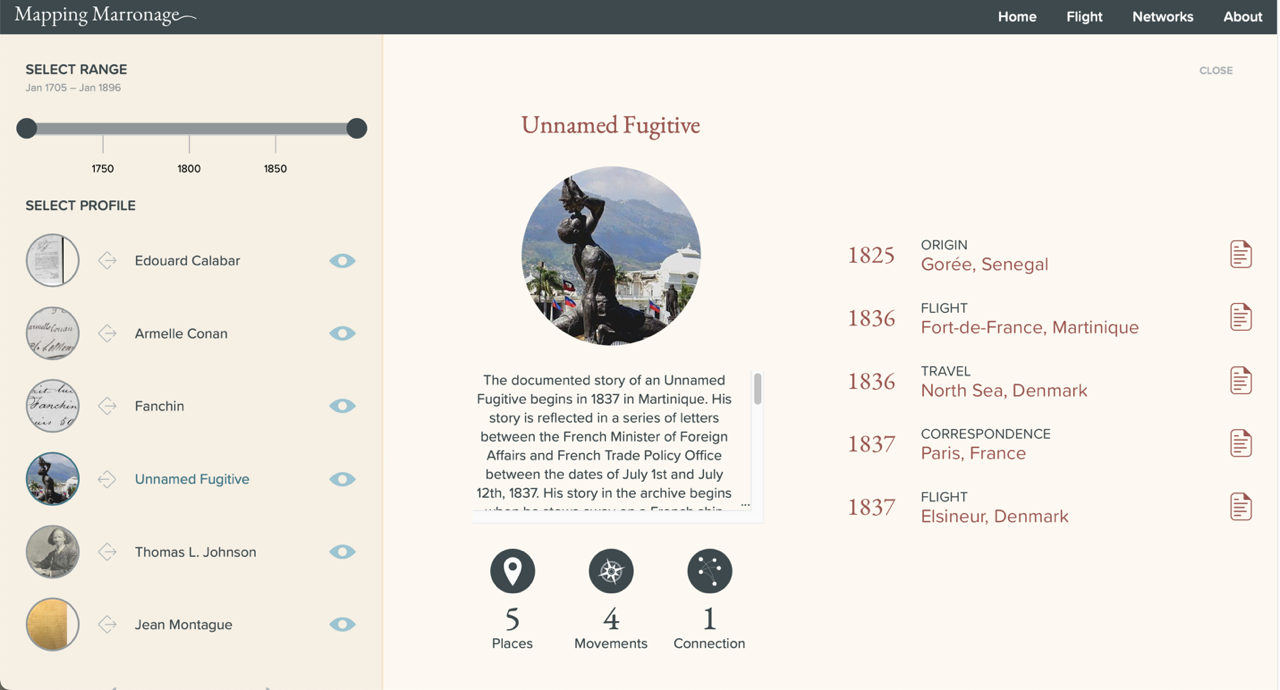 Mapping Marronage
Home Flight Networks About
SELECT RANGE
Jan 1705 – Jan 1896
1750 1800 1850
SELECT PROFILE
Edouard Calabar
Armelle Conan
Fanchin
Unnamed Fugitive
Thomas L. Johnson
Jean Montague
CLOSE
Unnamed Fugitive
The documented story of an Unnamed
Fugitive begins in 1837 in Martinique. His
story is reflected in a series of letters
between the French Minister of Foreign
Affairs and French Trade Policy Office
between the dates of July 1st and July
12th, 1837. His story in the archive begins
...
5
Places
4
Movements
1
Connection
1825 ORIGIN
Gorée, Senegal
1836 FLIGHT
Fort-de-France, Martinique
1836 TRAVEL
North Sea, Denmark
1837 CORRESPONDENCE
Paris, France
1837 FLIGHT
Elsineur, Denmark